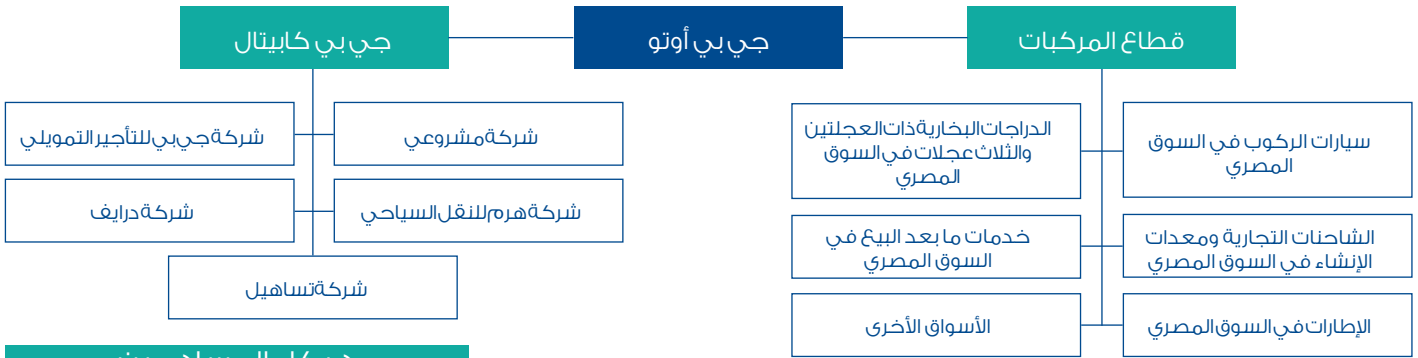 قطاع المركبات
جي بي أوتو
جي بي كابيتال
سيارات الركوب في السوق
المصري
الدراجات البخارية ذات العجلتين
والثلاث عجلات في السوق
المصري
الشاحنات التجارية ومعدات
الإنشاء في السوق المصري
خدمات ما بعد البيع في
السوق المصري
الإطارات في السوق المصري
الأسواق الأخرى
شركة مشروعي
شركة جي بي للتأجير التمويلي
شركة هرم للنقل السياحي
شركة درايف
شركة تساهيل